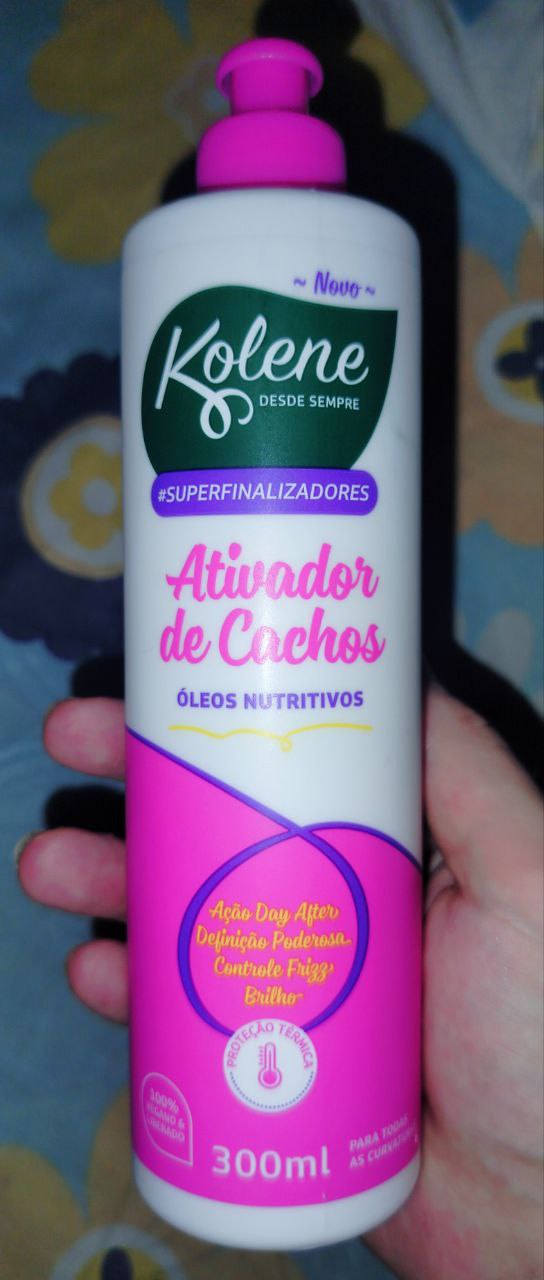 ~ Novo ~
Kolene
DESDE SEMPRE
#SUPERFINALIZADORES
Ativador
de Cachos
ÓLEOS NUTRITIVOS
Ação Day After
Definição Poderosa
Controle Frizz
Brilho
PROTEÇÃO TÉRMICA
100%
VEGANO &
LIBERADO
300ml
PARA TODAS
AS CURVATURAS